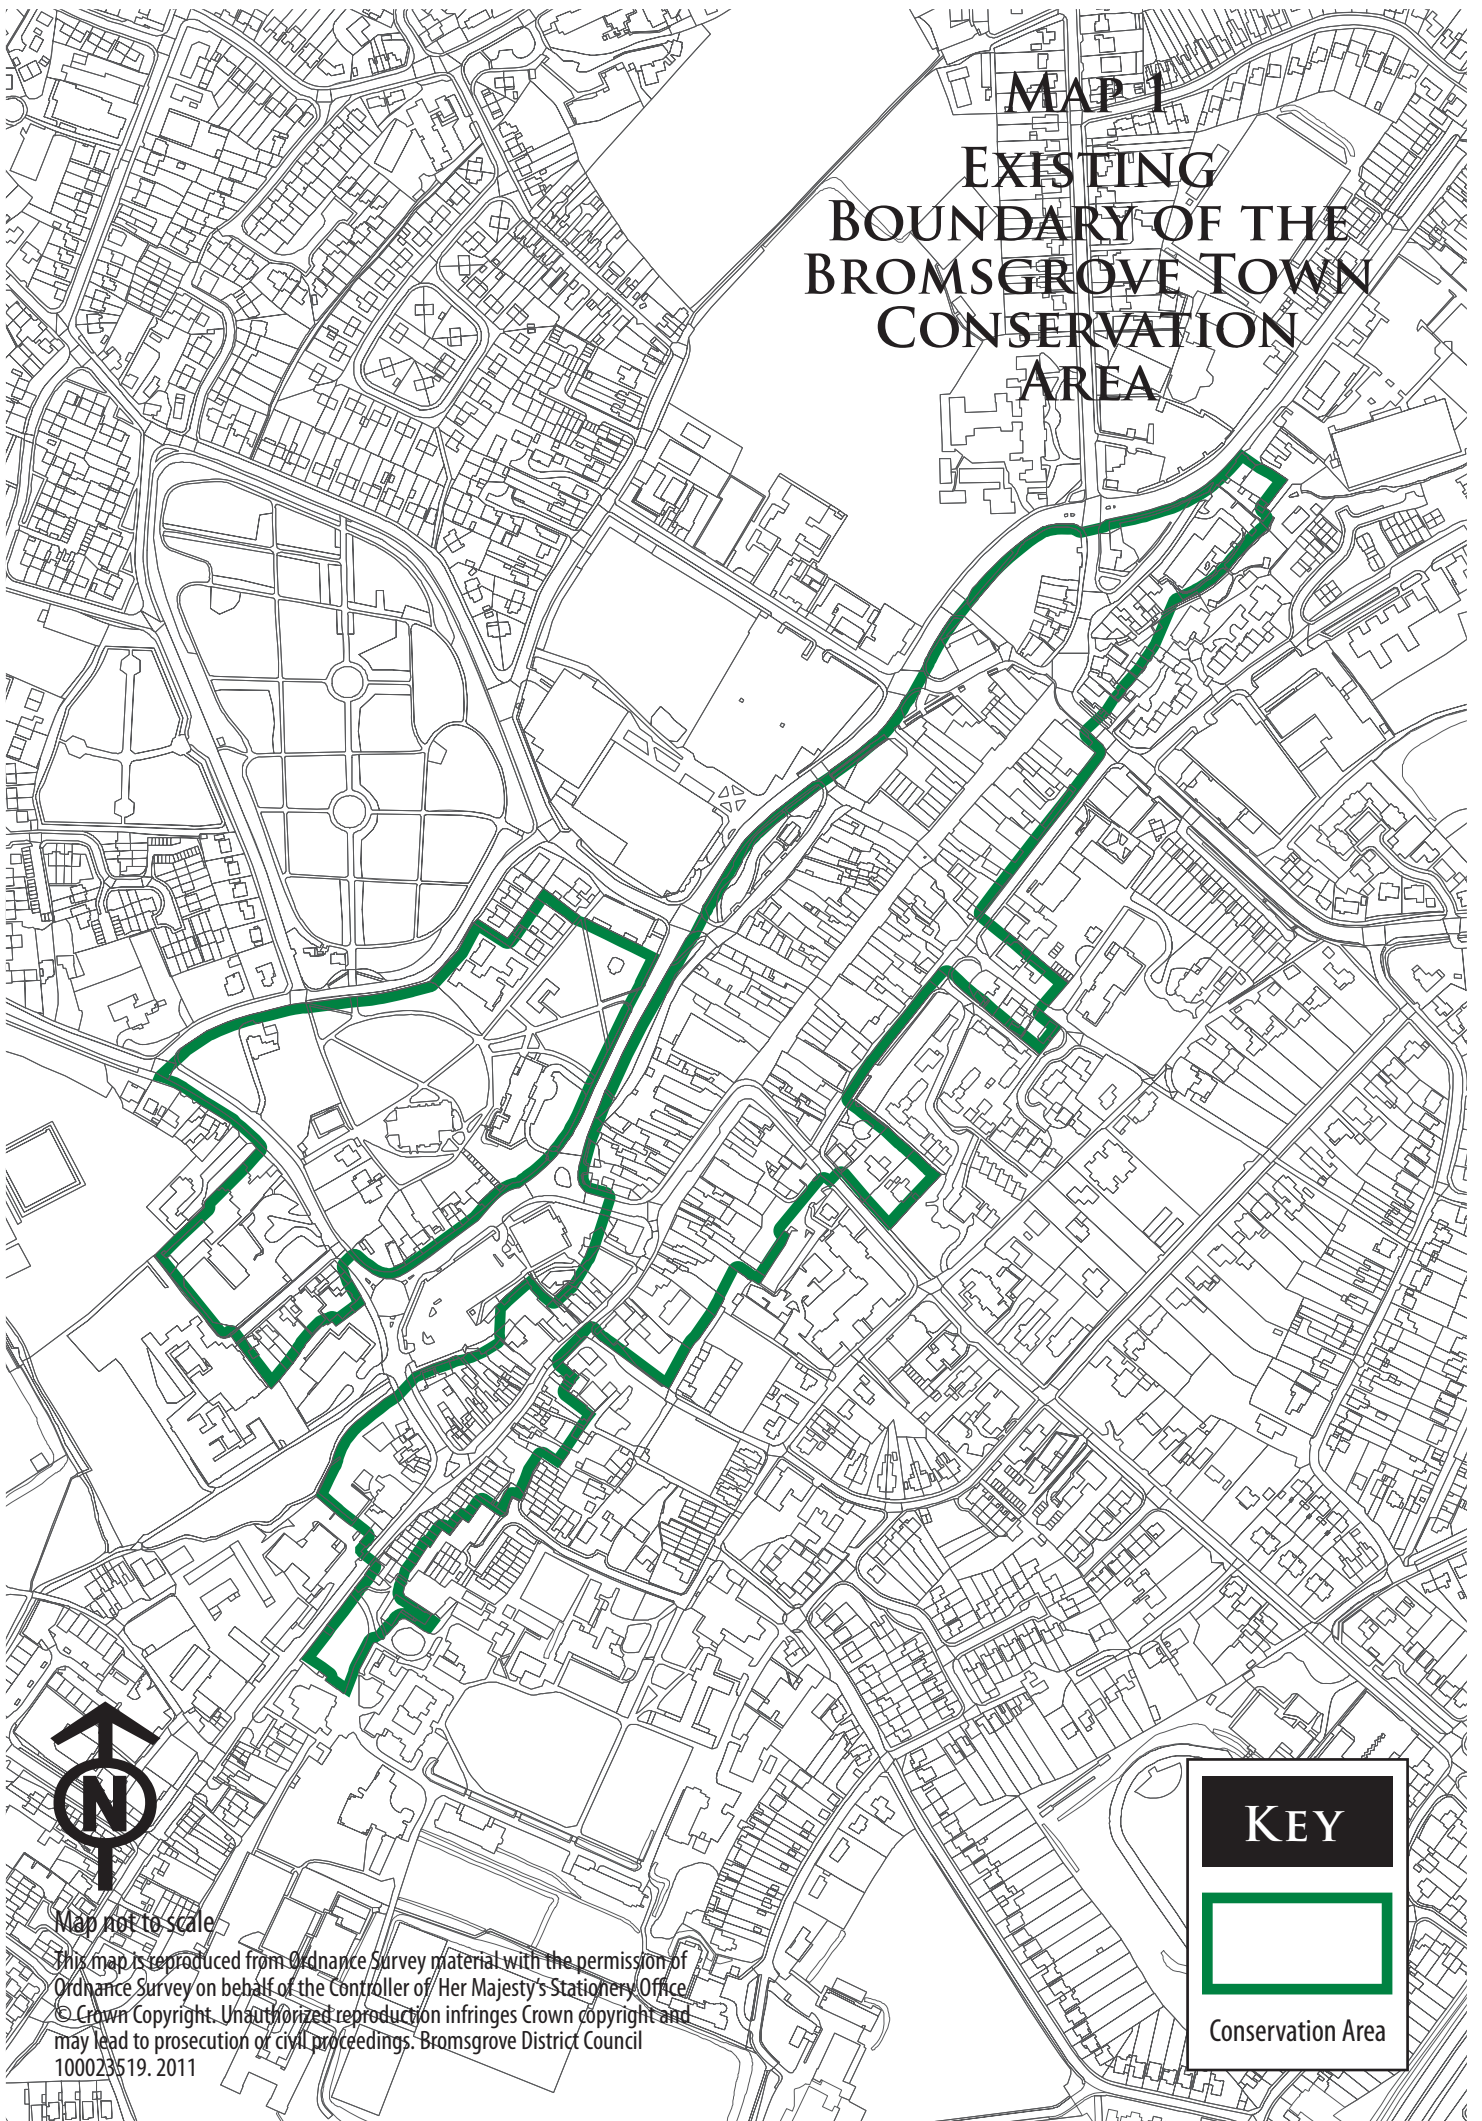 MAP 1
EXISTING
BOUNDARY OF THE
BROMSGROVE TOWN
CONSERVATION
AREA
N
Map not to scale
This map is reproduced from Ordnance Survey material with the permission of
Ordnance Survey on behalf of the Controller of Her Majesty's Stationery Office
© Crown Copyright. Unauthorized reproduction infringes Crown copyright and
may lead to prosecution or civil proceedings. Bromsgrove District Council
100023519. 2011
KEY
Conservation Area